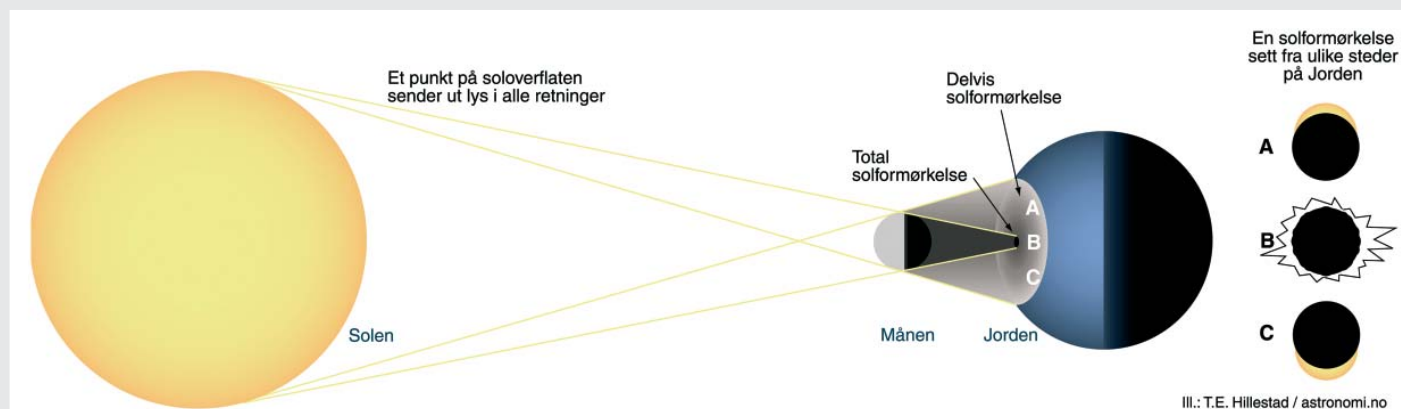 Et punkt på soloverflaten
sender ut lys i alle retninger
Delvis
solformørkelse
Total
solformørkelse
A
B
C
Solen
Månen
Jorden
En solformørkelse
sett fra ulike steder
på Jorden
A
B
C
Ill.: T.E. Hillestad / astronomi.no